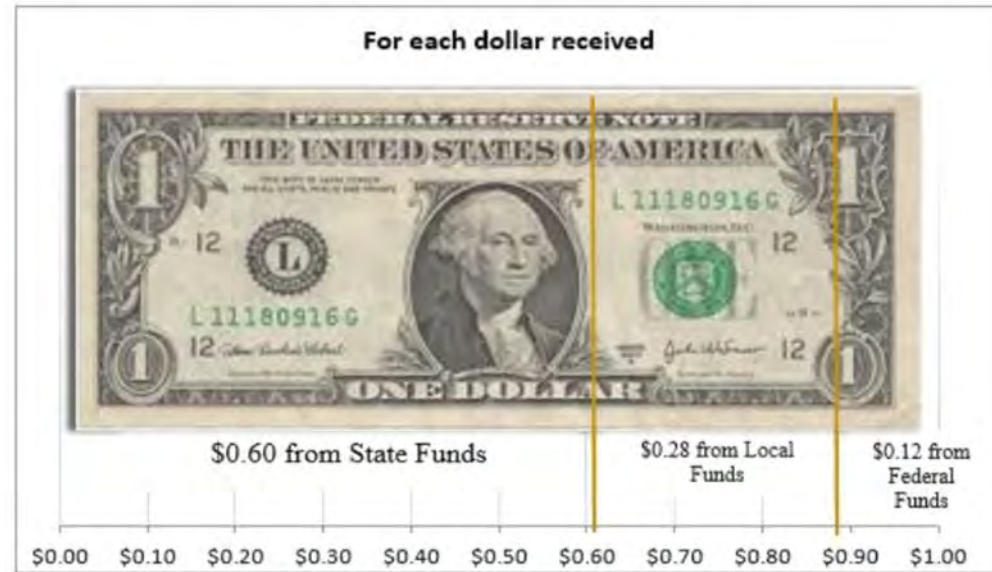 For each dollar received
FEDERAL RESERVE NOTE
THE UNITED STATES OF AMERICA
L 11180916 G
WASHINGTON, D.C.
12
12
L
L 11180916 G
12
12
1
1
1
1
ONE DOLLAR
$0.60 from State Funds
$0.28 from Local
Funds
$0.12 from
Federal
Funds
$0.00 $0.10 $0.20 $0.30 $0.40 $0.50 $0.60 $0.70 $0.80 $0.90 $1.00